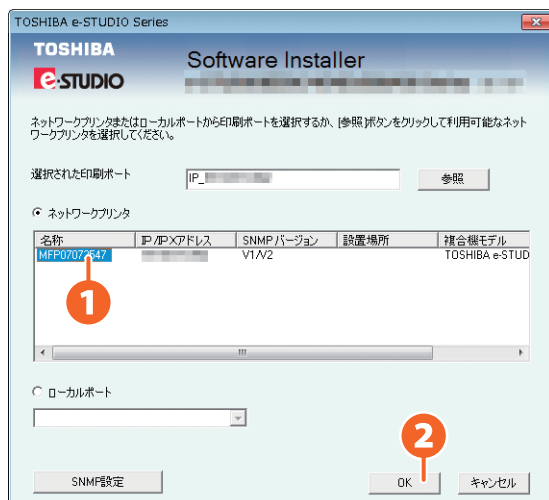 TOSHIBA e-STUDIO Series
TOSHIBA
e-STUDIO
Software Installer
ネットワークプリンタまたはローカルポートから印刷ポートを選択するか、[参照]ボタンをクリックして利用可能なネット
ワークプリンタを選択してください。
選択された印刷ポート
IP_
参照
ネットワークプリンタ
名称 IP/IPXアドレス SNMPバージョン 設置場所 複合機モデル
V1/V2 TOSHIBA e-STUD
1
ローカルポート
2
SNMP設定 OK キャンセル